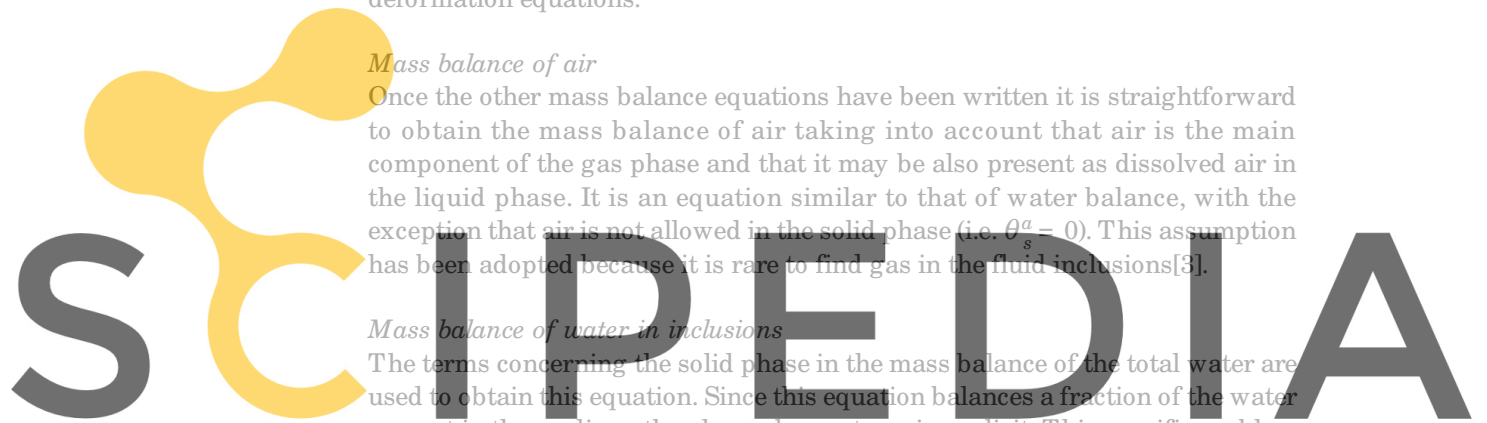 deformation equations.
Mass balance of air
Once the other mass balance equations have been written it is straightforward
to obtain the mass balance of air taking into account that air is the main
component of the gas phase and that it may be also present as dissolved air in
the liquid phase. It is an equation similar to that of water balance, with the
exception that air is not allowed in the solid phase (i.e. θᵃₛ = 0). This assumption
has been adopted because it is rare to find gas in the fluid inclusions[3].
Mass balance of water in inclusions
The terms concerning the solid phase in the mass balance of the total water are
used to obtain this equation. Since this equation balances a fraction of the water
SCIPEDIA